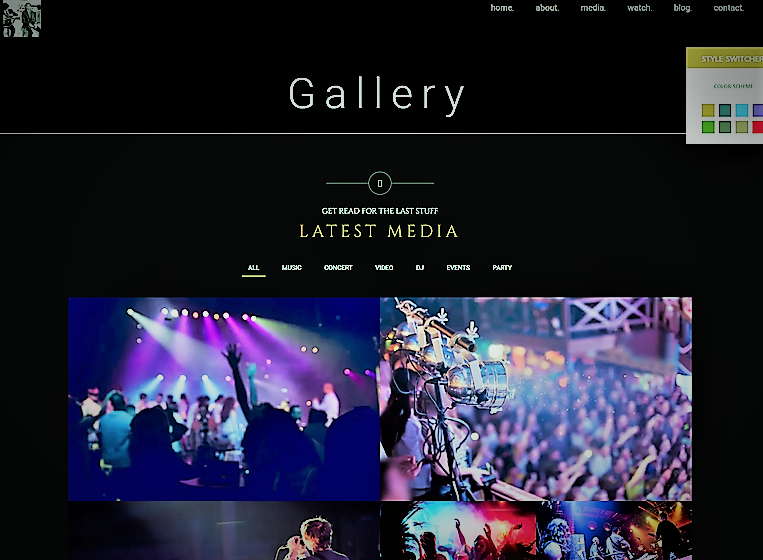 home. about. media. watch. blog. contact.
STYLE SWITCHER
COLOR SCHEME
Gallery
GET READ FOR THE LAST STUFF
LATEST MEDIA
ALL MUSIC CONCERT VIDEO DJ EVENTS PARTY